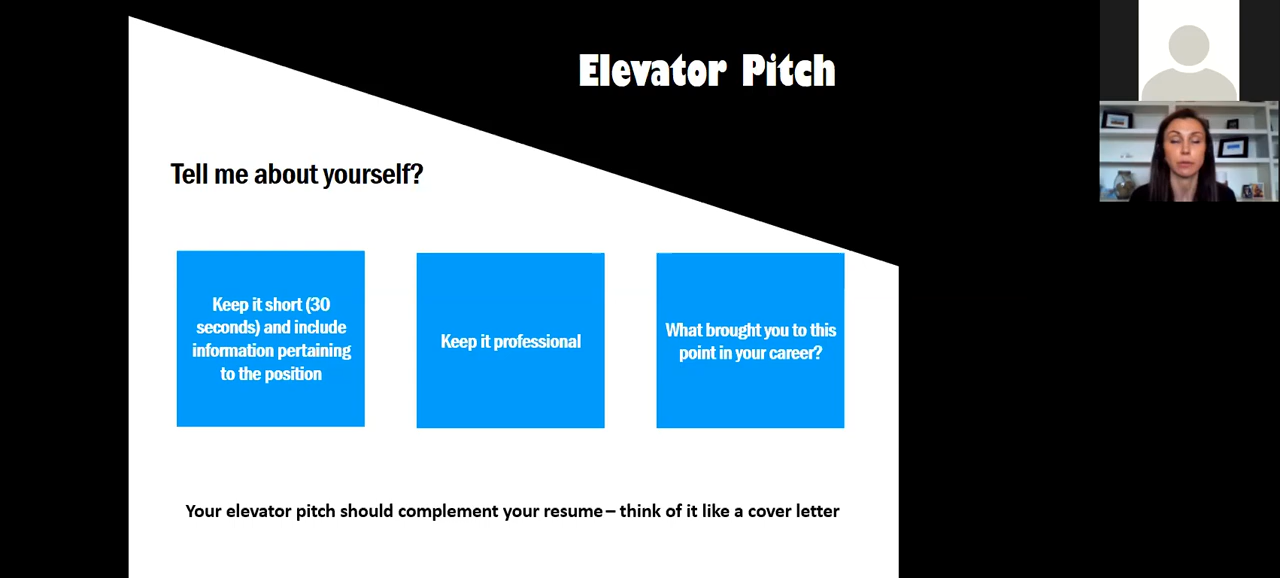 Elevator Pitch
Tell me about yourself?
Keep it short (30
seconds) and include
information pertaining
to the position
Keep it professional
What brought you to this
point in your career?
Your elevator pitch should complement your resume – think of it like a cover letter